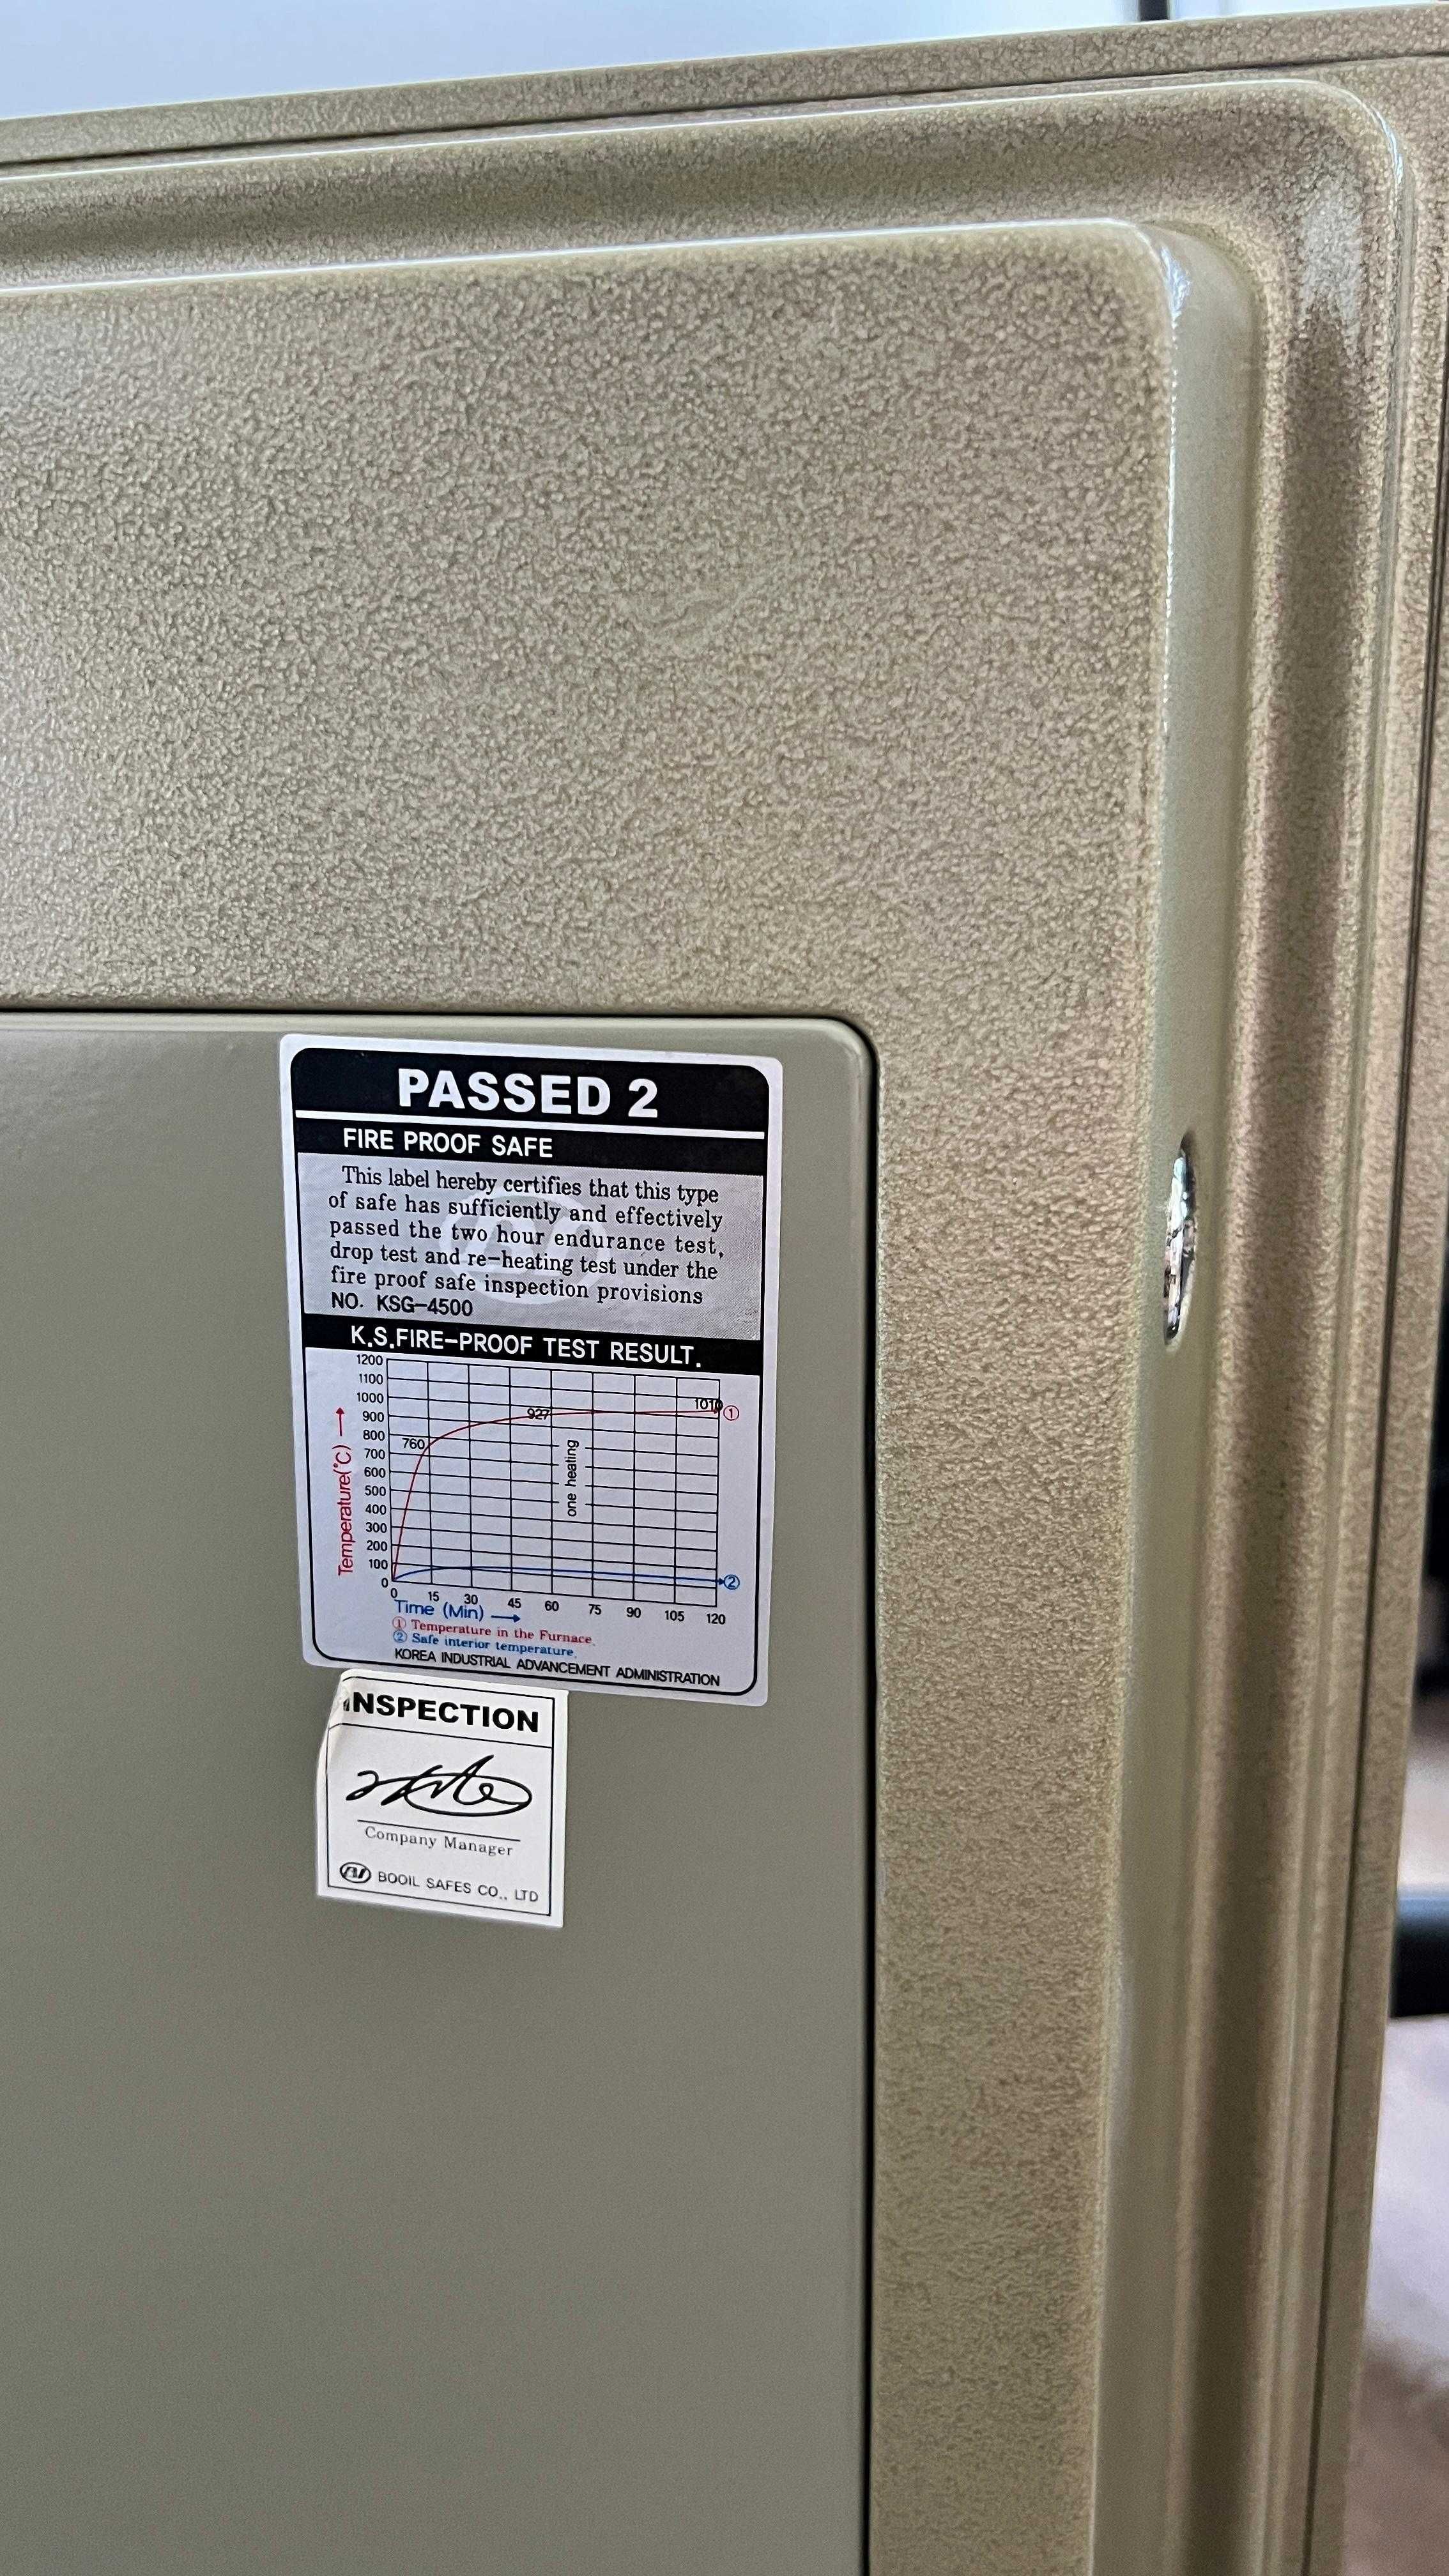 PASSED 2
FIRE PROOF SAFE
This label hereby certifies that this type
of safe has sufficiently and effectively
passed the two hour endurance test,
drop test and re-heating test under the
fire proof safe inspection provisions
NO. KSG-4500
K.S.FIRE-PROOF TEST RESULT.
1200
1100
1000
900
800
700
600
500
400
300
200
100
0
Temperature(°C)
760
927
1010
①
one heating
②
0 15 30 45 60 75 90 105 120
Time (Min)
① Temperature in the Furnace.
② Safe interior temperature.
KOREA INDUSTRIAL ADVANCEMENT ADMINISTRATION
INSPECTION
Company Manager
BOOIL SAFES CO., LTD